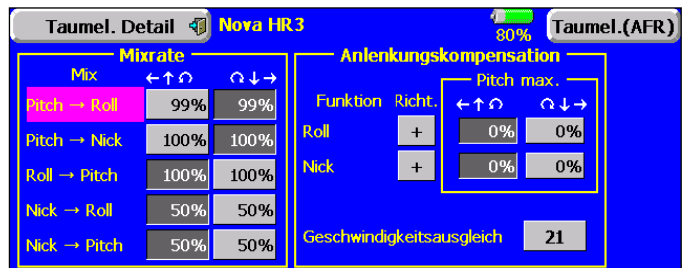 Taumel. Detail Nova HR3 80% Taumel.(AFR)
Mixrate
Mix ←↑∩ ∩↓→
Pitch → Roll 99% 99%
Pitch → Nick 100% 100%
Roll → Pitch 100% 100%
Nick → Roll 50% 50%
Nick → Pitch 50% 50%
Anlenkungskompensation
Pitch max.
Funktion Richt. ←↑∩ ∩↓→
Roll + 0% 0%
Nick + 0% 0%
Geschwindigkeitsausgleich 21